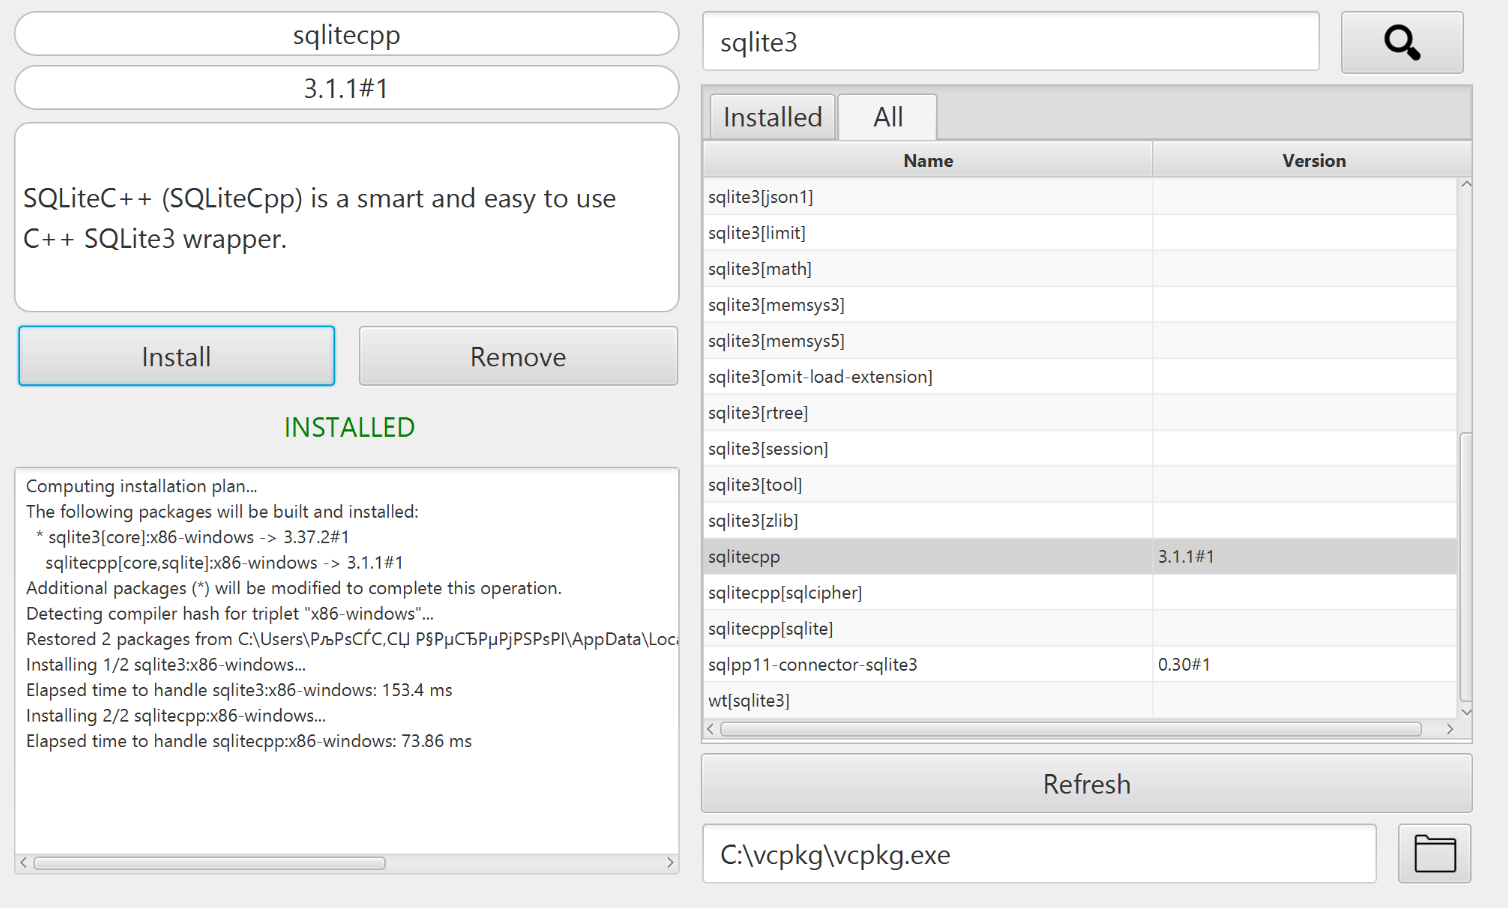 sqlitecpp
3.1.1#1
SQLiteC++ (SQLiteCpp) is a smart and easy to use
C++ SQLite3 wrapper.
Install
Remove
INSTALLED
Computing installation plan...
The following packages will be built and installed:
* sqlite3[core]:x86-windows -> 3.37.2#1
sqlitecpp[core,sqlite]:x86-windows -> 3.1.1#1
Additional packages (*) will be modified to complete this operation.
Detecting compiler hash for triplet "x86-windows"...
Restored 2 packages from C:\Users\РљРѕСЃС‚СЏ Р§РµСЂРµРјРЅРѕРІ\AppData\Loca
Installing 1/2 sqlite3:x86-windows...
Elapsed time to handle sqlite3:x86-windows: 153.4 ms
Installing 2/2 sqlitecpp:x86-windows...
Elapsed time to handle sqlitecpp:x86-windows: 73.86 ms
sqlite3
Installed
All
Name Version
sqlite3[json1]
sqlite3[limit]
sqlite3[math]
sqlite3[memsys3]
sqlite3[memsys5]
sqlite3[omit-load-extension]
sqlite3[rtree]
sqlite3[session]
sqlite3[tool]
sqlite3[zlib]
sqlitecpp 3.1.1#1
sqlitecpp[sqlcipher]
sqlitecpp[sqlite]
sqlpp11-connector-sqlite3 0.30#1
wt[sqlite3]
Refresh
C:\vcpkg\vcpkg.exe